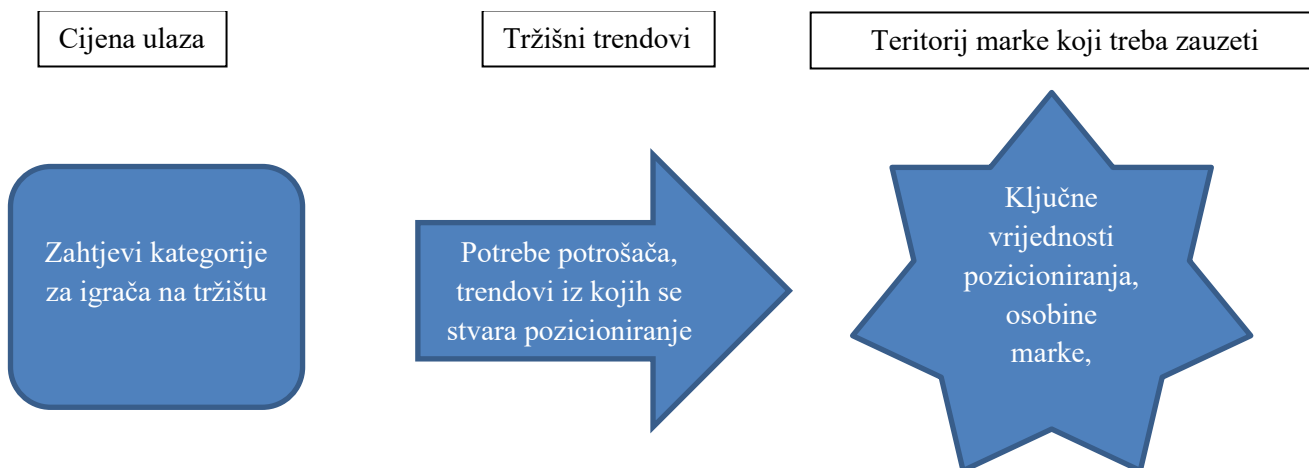 Cijena ulaza
Tržišni trendovi
Teritorij marke koji treba zauzeti
Zahtjevi kategorije
za igrača na tržištu
Potrebe potrošača,
trendovi iz kojih se
stvara pozicioniranje
Ključne
vrijednosti
pozicioniranja,
osobine
marke,